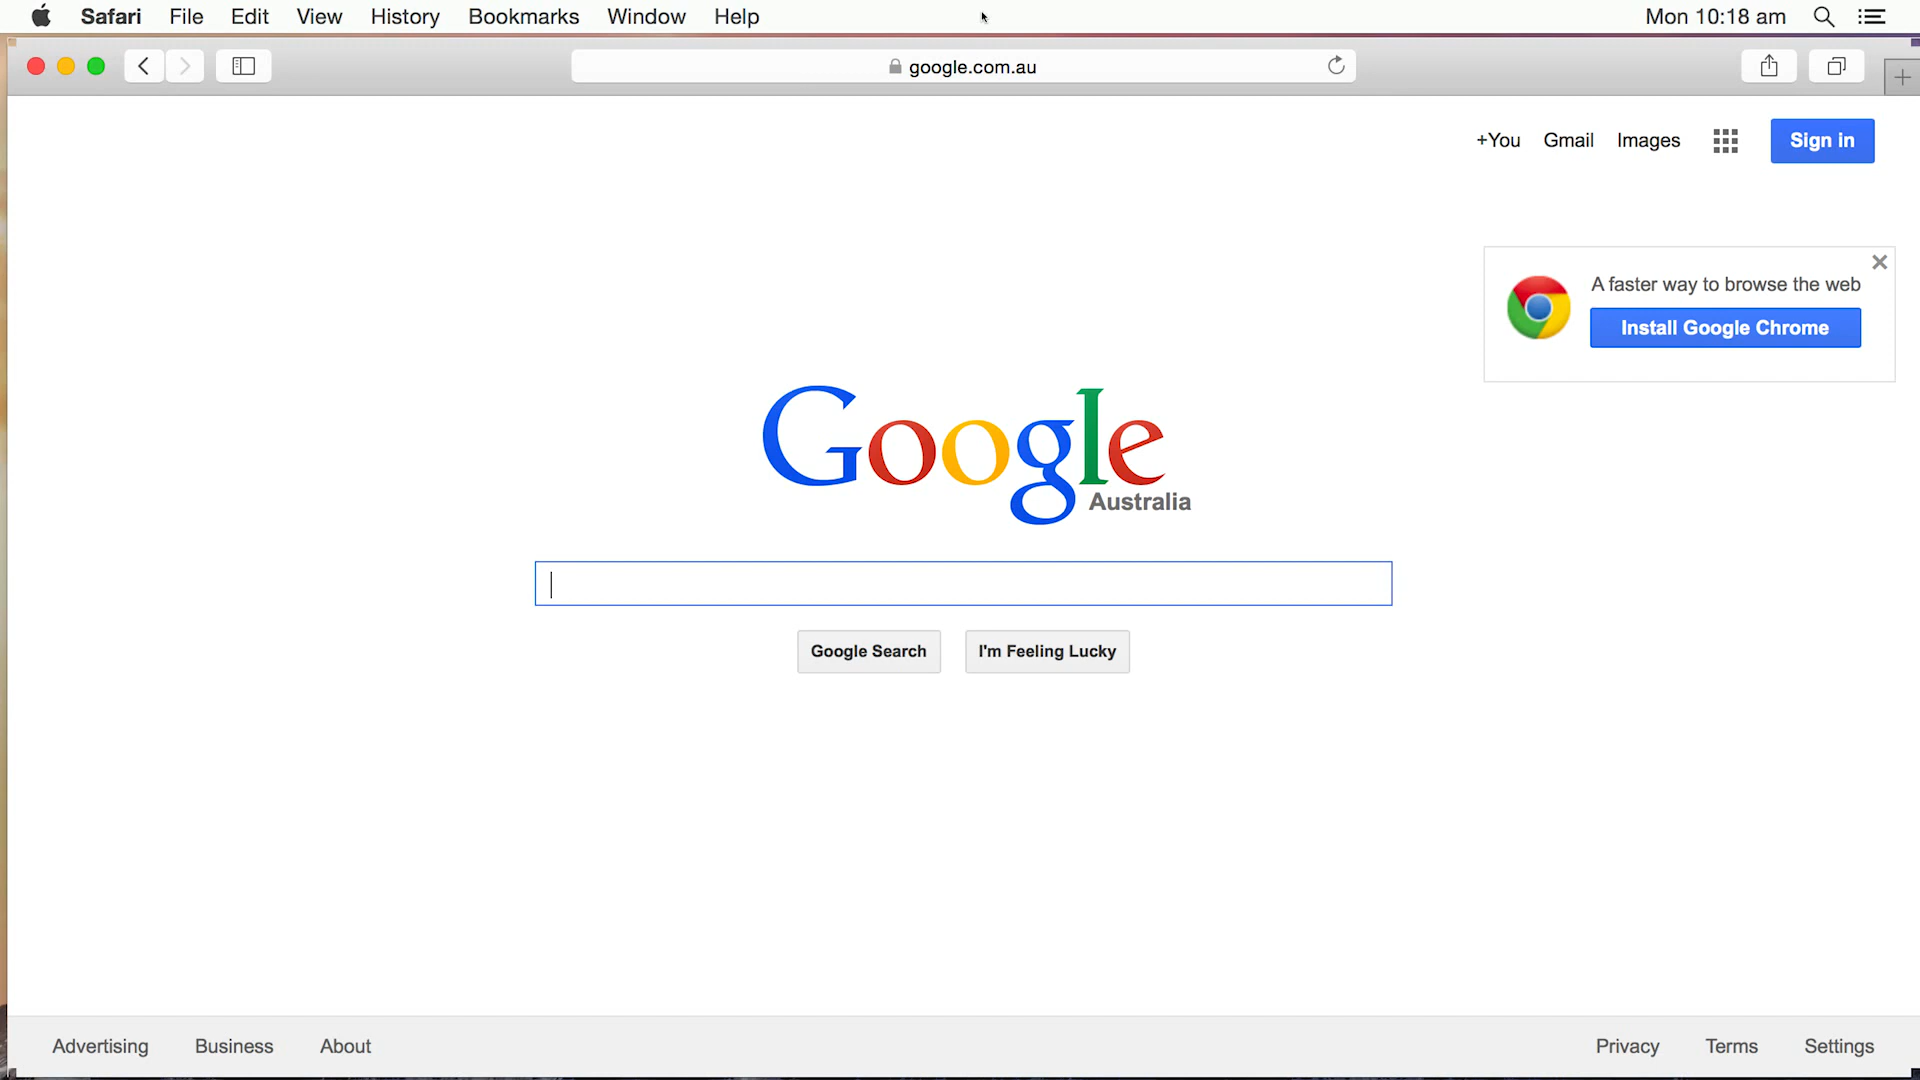 Safari File Edit View History Bookmarks Window Help Mon 10:18 am
google.com.au
+You Gmail Images Sign in
A faster way to browse the web
Install Google Chrome
Google
Australia
Google Search I'm Feeling Lucky
Advertising Business About Privacy Terms Settings